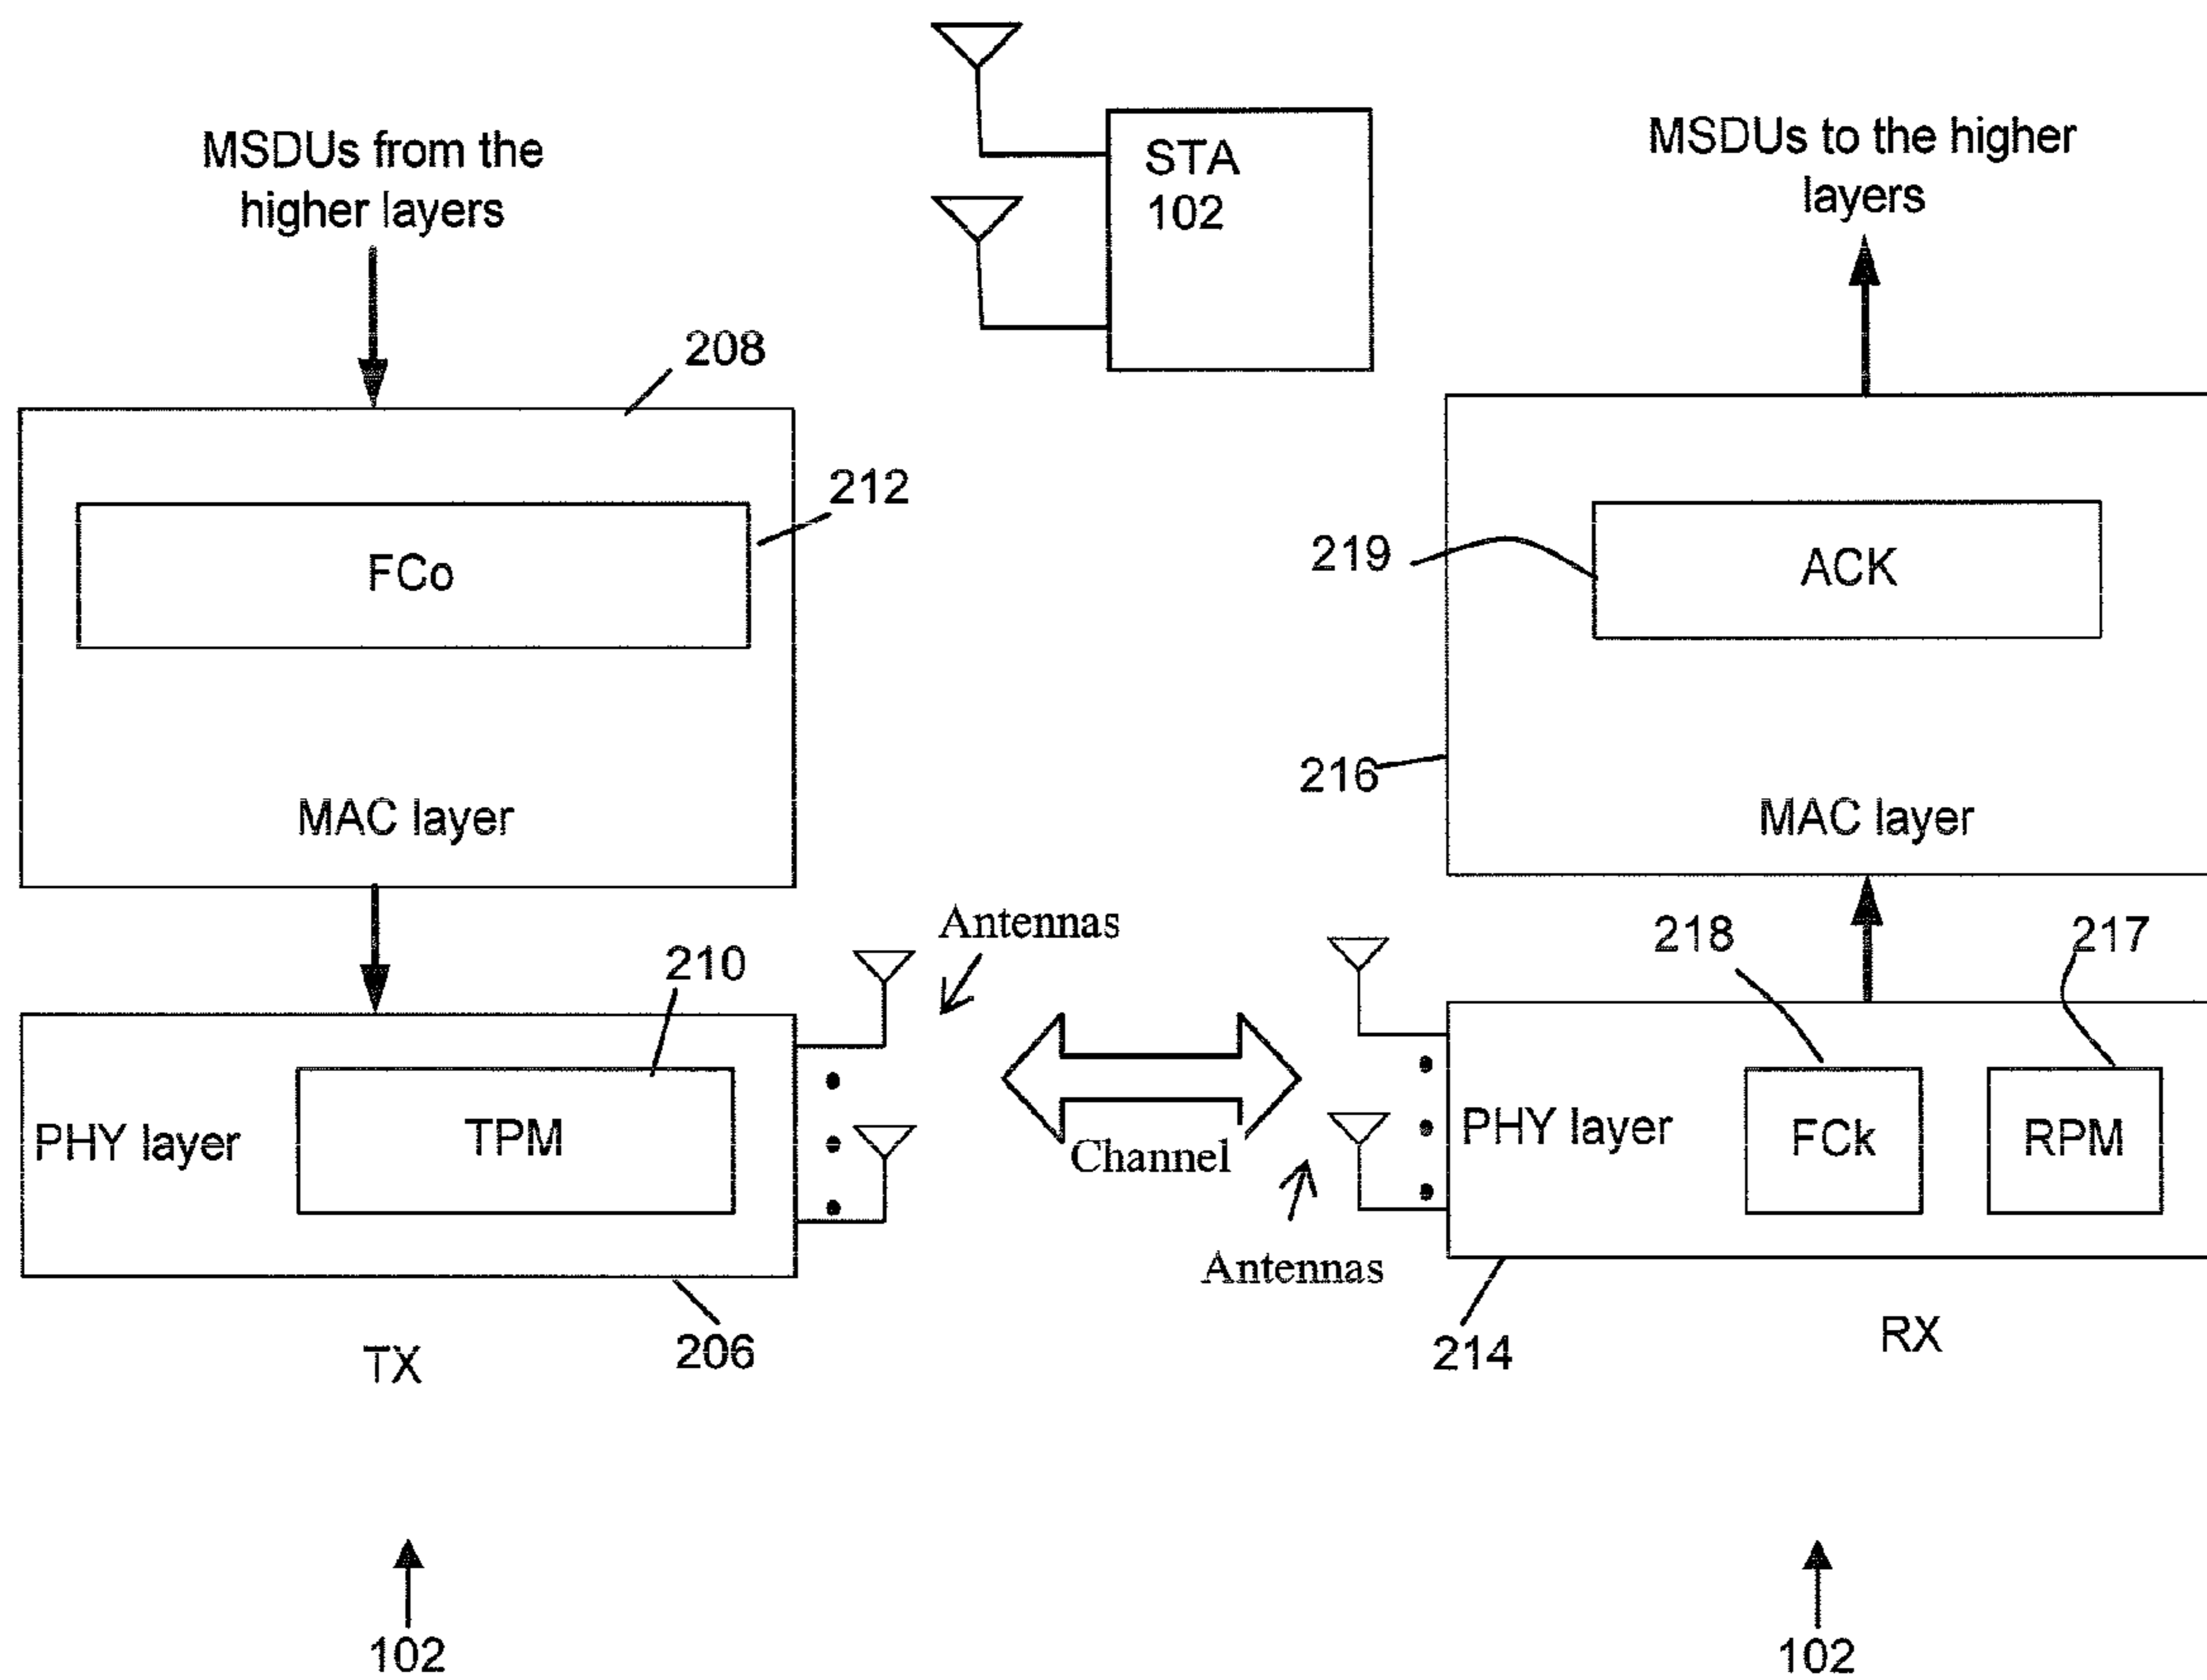 MSDUs from the
higher layers
STA
102
MSDUs to the higher
layers
208
212
FCo
MAC layer
219
ACK
216
MAC layer
Antennas
210
PHY layer
TPM
Channel
218
217
PHY layer
FCk
RPM
Antennas
206
TX
214
RX
102
102